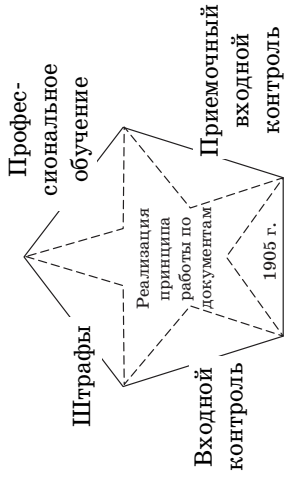 Профес-
сиональное
обучение
Штрафы
Приемочный
входной
контроль
Реализация
принципа
работы по
документам
Входной
контроль
1905 г.